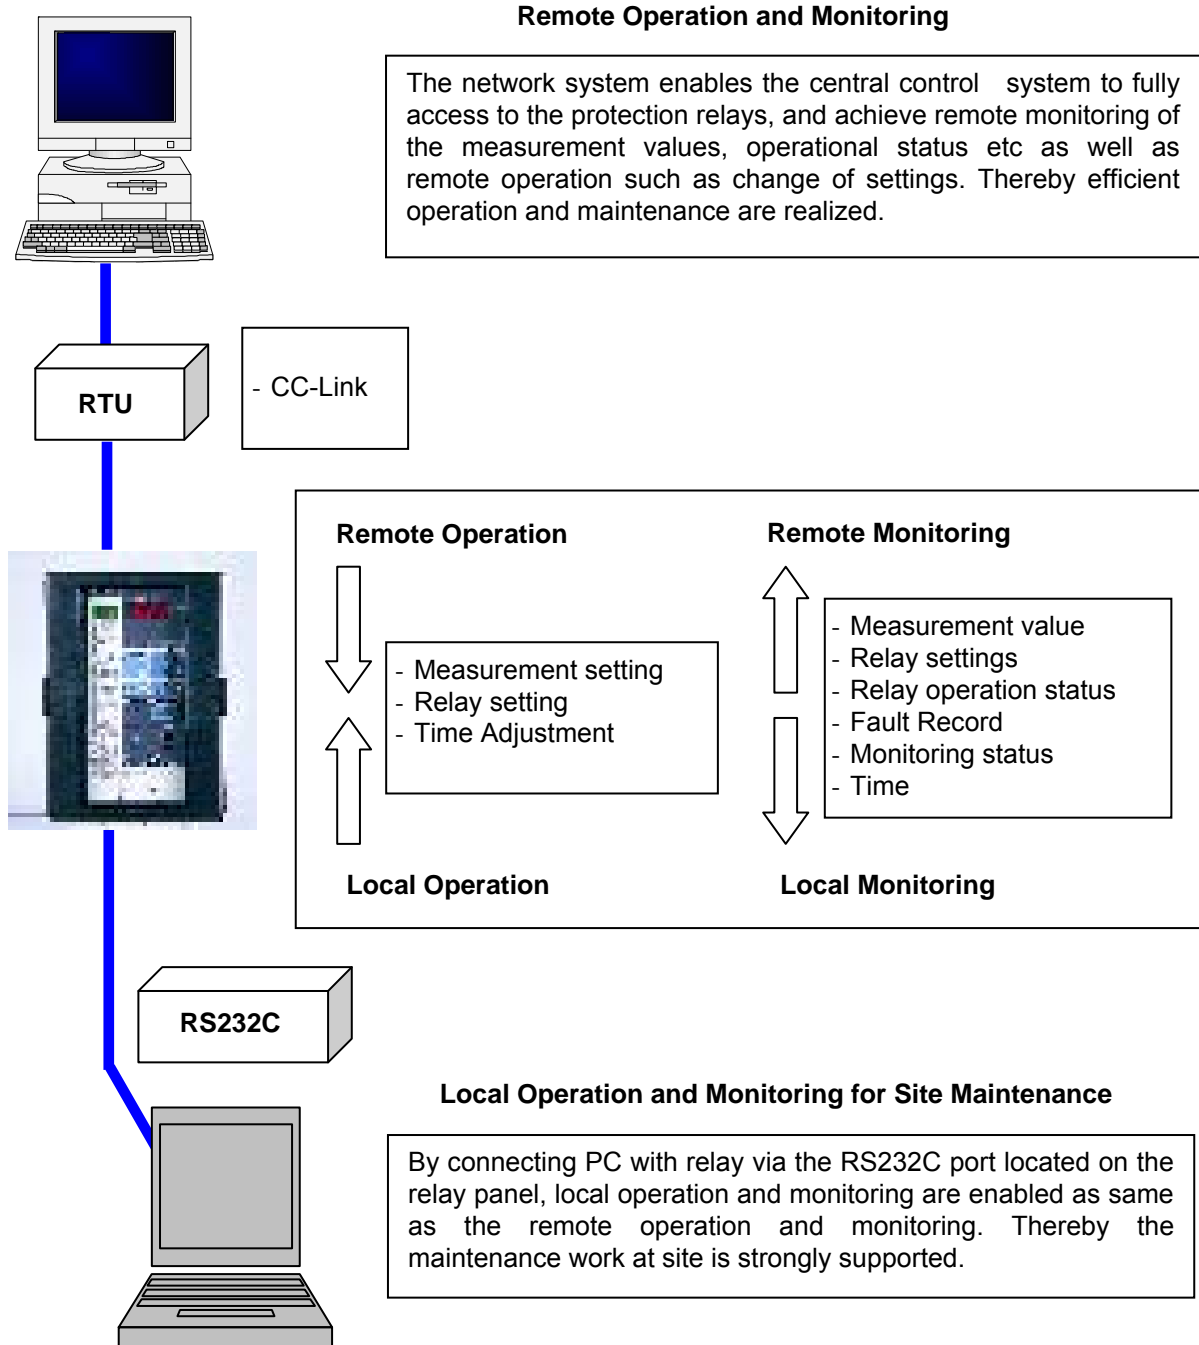 Remote Operation and Monitoring
The network system enables the central control system to fully
access to the protection relays, and achieve remote monitoring of
the measurement values, operational status etc as well as
remote operation such as change of settings. Thereby efficient
operation and maintenance are realized.
RTU
- CC-Link
Remote Operation
- Measurement setting
- Relay setting
- Time Adjustment
Local Operation
Remote Monitoring
- Measurement value
- Relay settings
- Relay operation status
- Fault Record
- Monitoring status
- Time
Local Monitoring
RS232C
Local Operation and Monitoring for Site Maintenance
By connecting PC with relay via the RS232C port located on the
relay panel, local operation and monitoring are enabled as same
as the remote operation and monitoring. Thereby the
maintenance work at site is strongly supported.